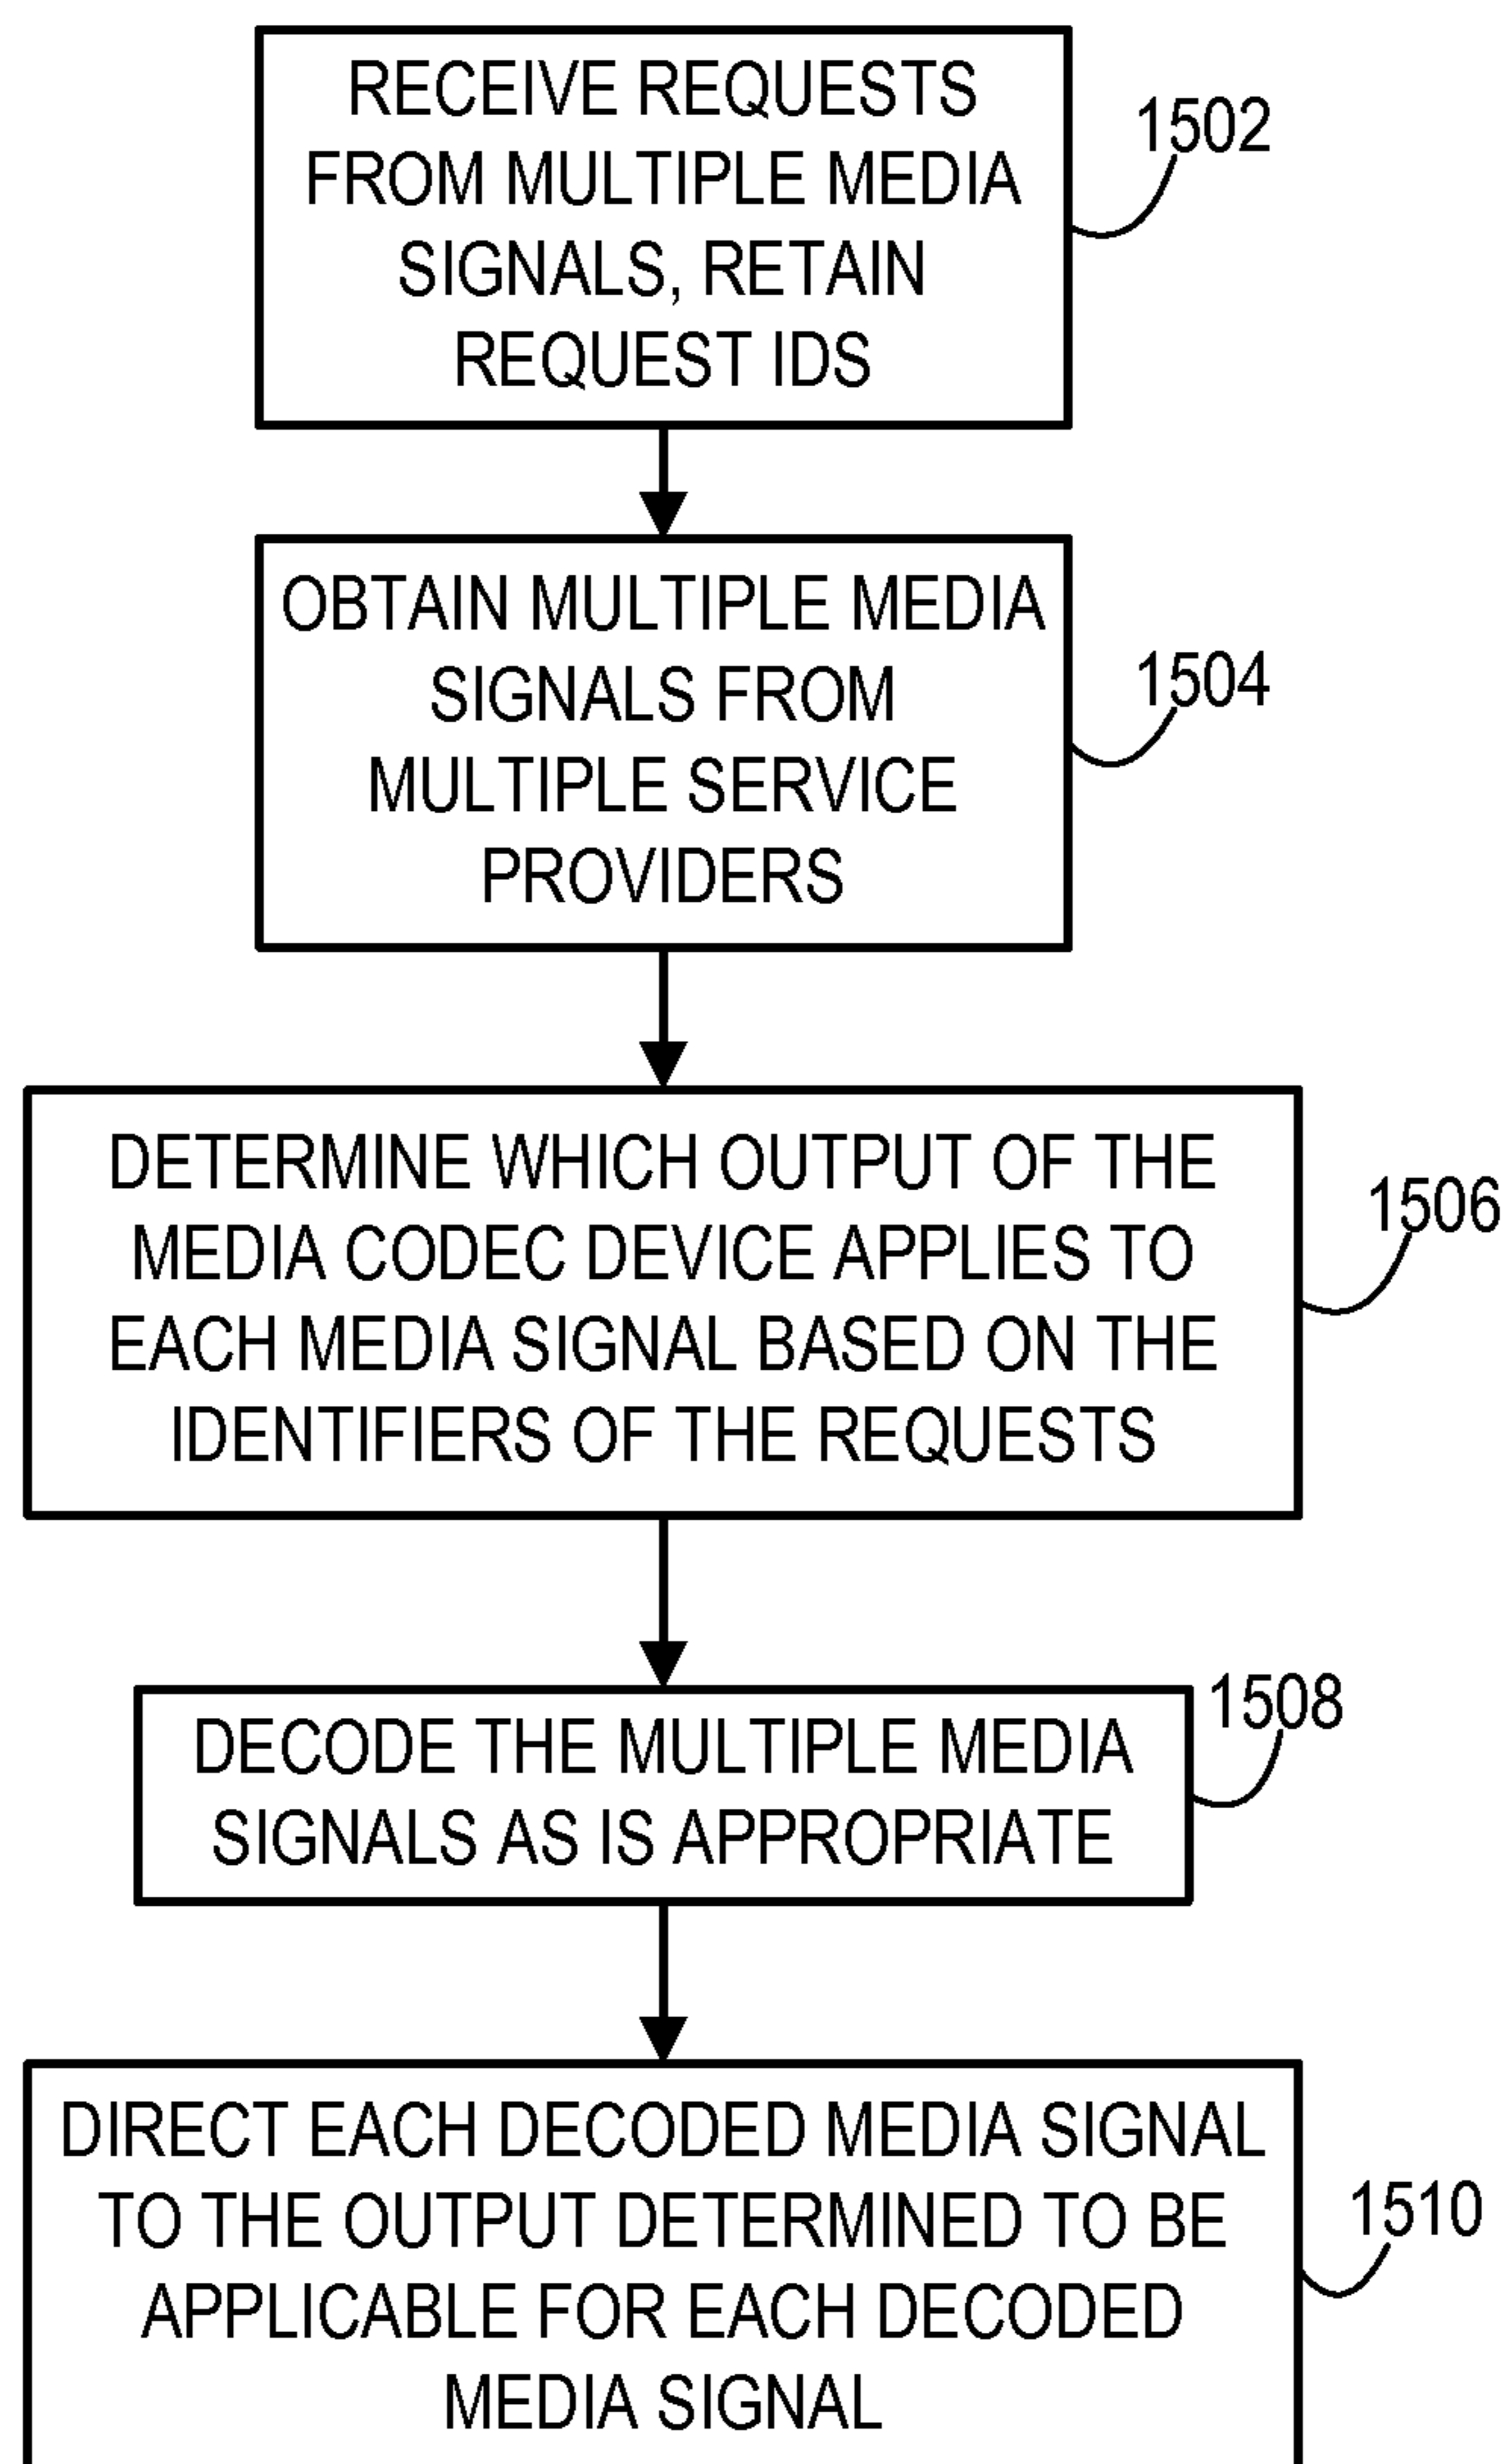 RECEIVE REQUESTS
FROM MULTIPLE MEDIA
SIGNALS, RETAIN
REQUEST IDS
1502
OBTAIN MULTIPLE MEDIA
SIGNALS FROM
MULTIPLE SERVICE
PROVIDERS
1504
DETERMINE WHICH OUTPUT OF THE
MEDIA CODEC DEVICE APPLIES TO
EACH MEDIA SIGNAL BASED ON THE
IDENTIFIERS OF THE REQUESTS
1506
DECODE THE MULTIPLE MEDIA
SIGNALS AS IS APPROPRIATE
1508
DIRECT EACH DECODED MEDIA SIGNAL
TO THE OUTPUT DETERMINED TO BE
APPLICABLE FOR EACH DECODED
MEDIA SIGNAL
1510